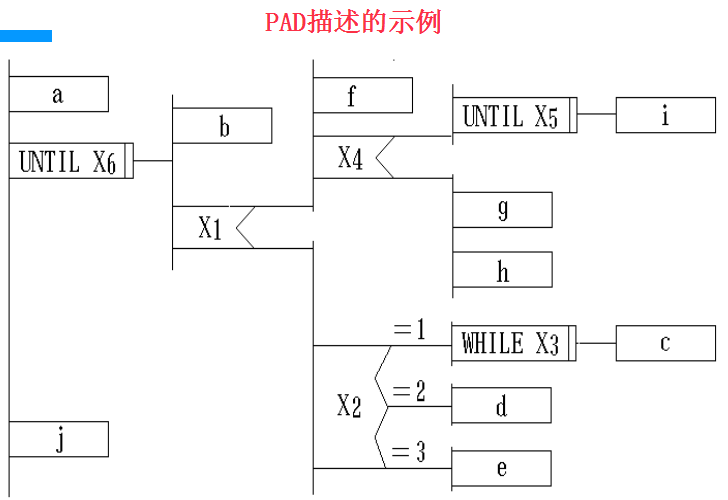 PAD描述的示例
a
f
b
UNTIL X5
i
UNTIL X6
X4
X1
g
h
=1
WHILE X3
c
X2
=2
d
j
=3
e